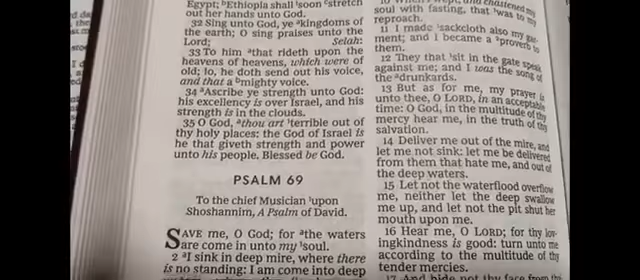 Egypt; Ethiopia shall soon stretch
out her hands unto God.
32 Sing unto God, ye kingdoms of
the earth; O sing praises unto the
Lord; Selah:
33 To him that rideth upon the
heavens of heavens, which were of
old; lo, he doth send out his voice,
and that a mighty voice.
34 Ascribe ye strength unto God:
his excellency is over Israel, and his
strength is in the clouds.
35 O God, thou art terrible out of
thy holy places: the God of Israel is
he that giveth strength and power
unto his people. Blessed be God.
PSALM 69
To the chief Musician upon
Shoshannim, A Psalm of David.
SAVE me, O God; for the waters
are come in unto my soul.
2 I sink in deep mire, where there
is no standing: I am come into deep
10 When I wept, and chastened my
soul with fasting, that was to my
reproach.
11 I made sackcloth also my gar-
ment; and I became a proverb to
them.
12 They that sit in the gate speak
against me; and I was the song of
the drunkards.
13 But as for me, my prayer is
unto thee, O LORD, in an acceptable
time: O God, in the multitude of thy
mercy hear me, in the truth of thy
salvation.
14 Deliver me out of the mire, and
let me not sink: let me be delivered
from them that hate me, and out of
the deep waters.
15 Let not the waterflood overflow
me, neither let the deep swallow
me up, and let not the pit shut her
mouth upon me.
16 Hear me, O LORD; for thy lov-
ingkindness is good: turn unto me
according to the multitude of thy
tender mercies.
17 And hide not thy face from thy